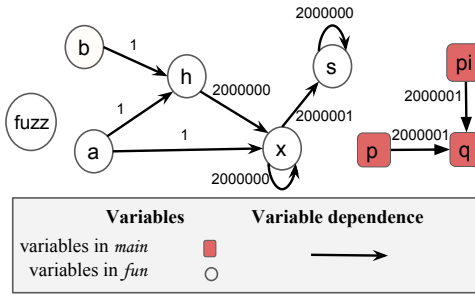 b
1
h
2000000
s
2000000
2000001
pi
2000001
fuzz
1
a
1
x
2000000
p
2000001
q
Variables
Variable dependence
variables in main
variables in fun